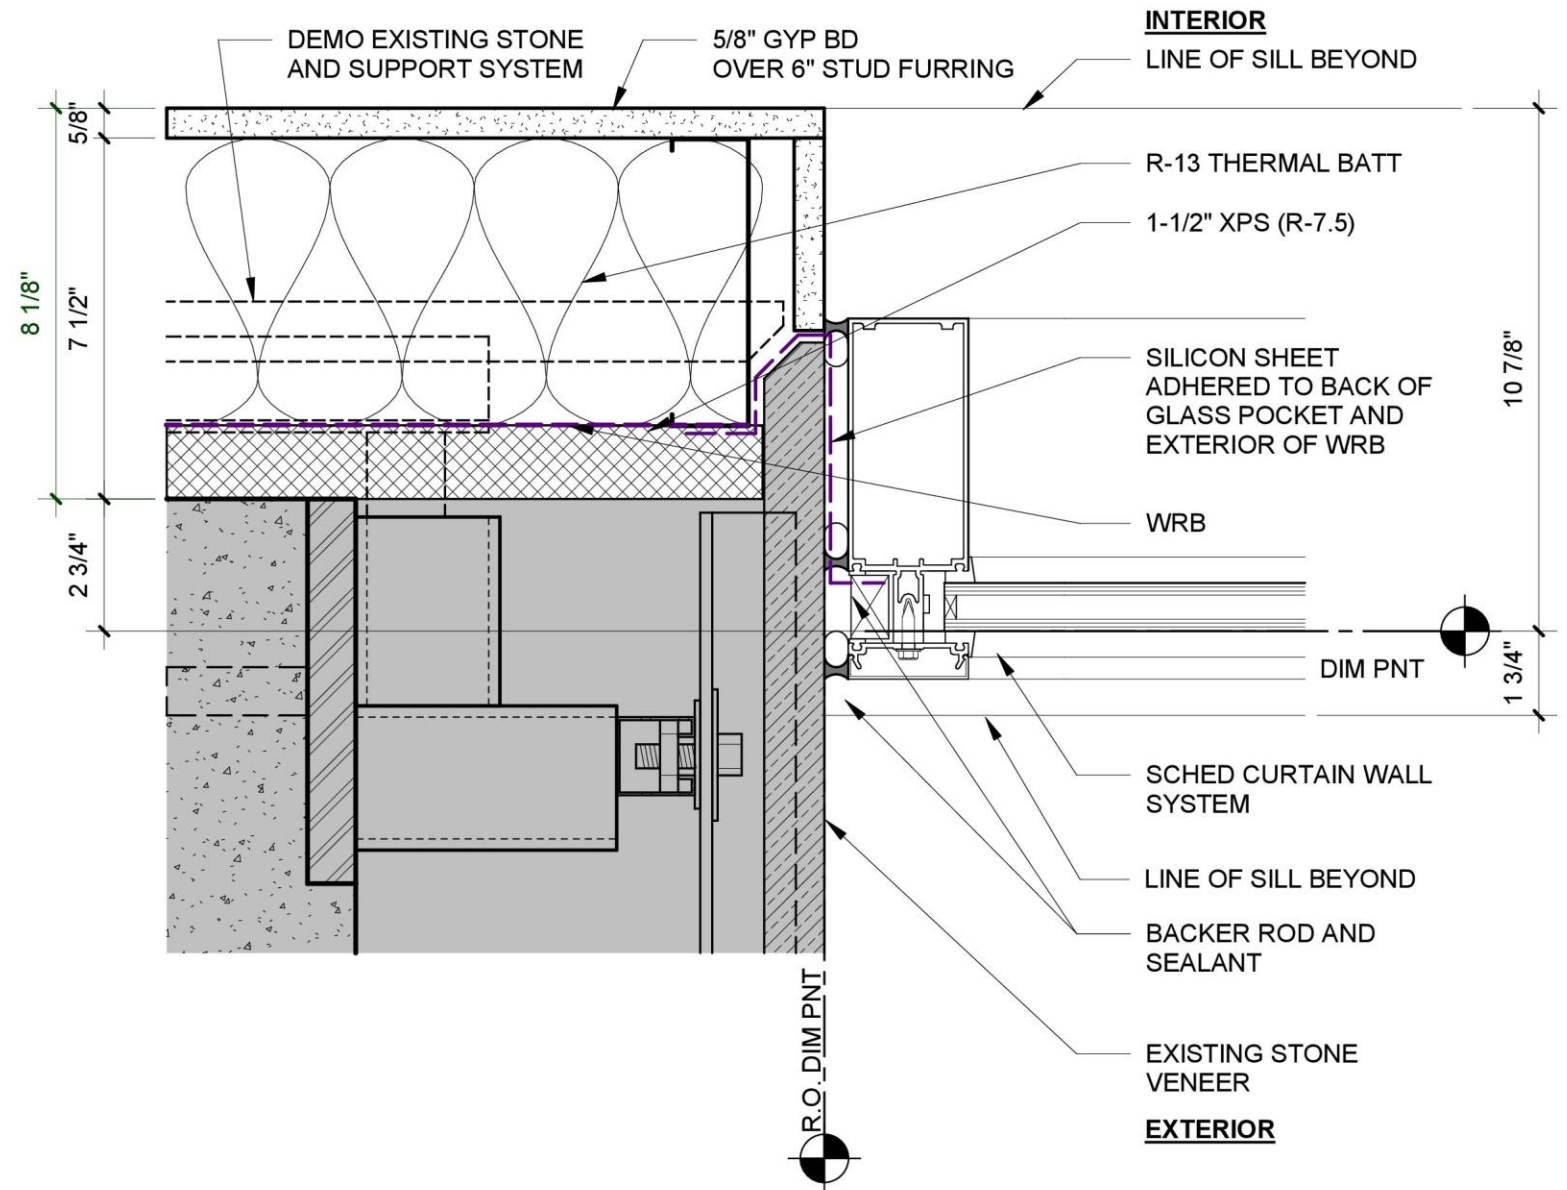 INTERIOR
DEMO EXISTING STONE
AND SUPPORT SYSTEM
5/8" GYP BD
OVER 6" STUD FURRING
LINE OF SILL BEYOND
5/8"
R-13 THERMAL BATT
1-1/2" XPS (R-7.5)
8 1/8"
7 1/2"
10 7/8"
SILICON SHEET
ADHERED TO BACK OF
GLASS POCKET AND
EXTERIOR OF WRB
WRB
2 3/4"
DIM PNT
1 3/4"
SCHED CURTAIN WALL
SYSTEM
LINE OF SILL BEYOND
BACKER ROD AND
SEALANT
R.O. DIM PNT
EXISTING STONE
VENEER
EXTERIOR